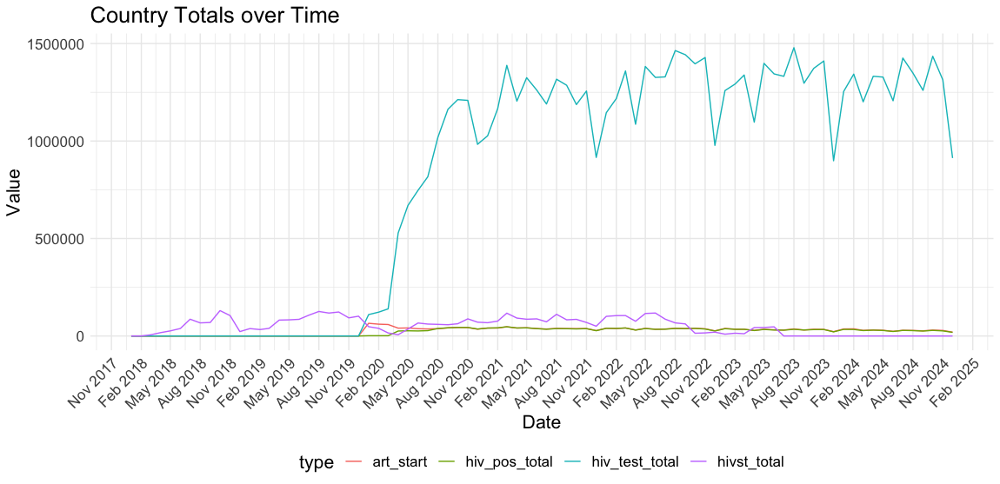 Country Totals over Time
Value
1500000
1000000
500000
0
Nov 2017
Feb 2018
May 2018
Aug 2018
Nov 2018
Feb 2019
May 2019
Aug 2019
Nov 2019
Feb 2020
May 2020
Aug 2020
Nov 2020
Feb 2021
May 2021
Aug 2021
Nov 2021
Feb 2022
May 2022
Aug 2022
Nov 2022
Feb 2023
May 2023
Aug 2023
Nov 2023
Feb 2024
May 2024
Aug 2024
Nov 2024
Feb 2025
Date
type art_start hiv_pos_total hiv_test_total hivst_total